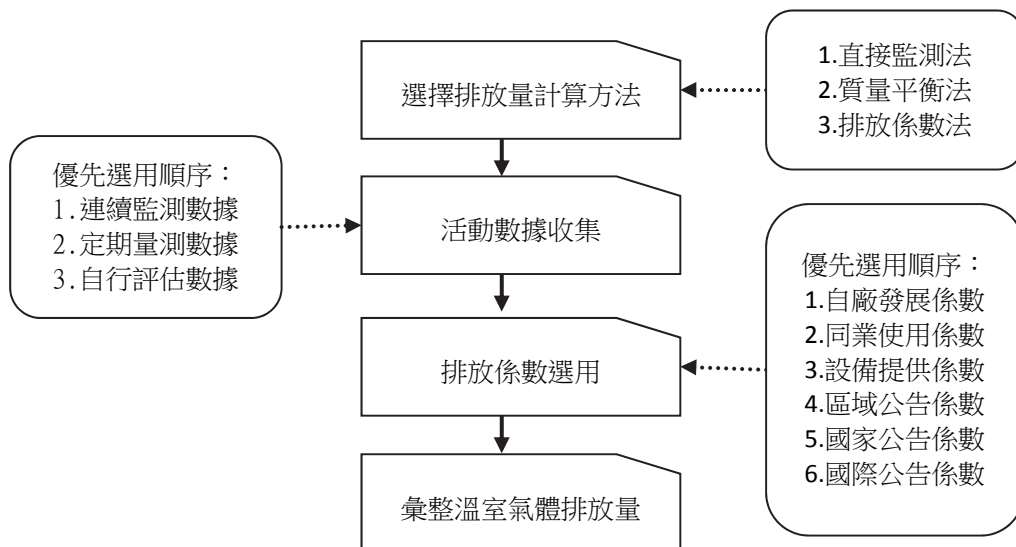 選擇排放量計算方法
1.直接監測法
2.質量平衡法
3.排放係數法
優先選用順序：
1.連續監測數據
2.定期量測數據
3.自行評估數據
活動數據收集
優先選用順序：
1.自廠發展係數
2.同業使用係數
3.設備提供係數
4.區域公告係數
5.國家公告係數
6.國際公告係數
排放係數選用
彙整溫室氣體排放量